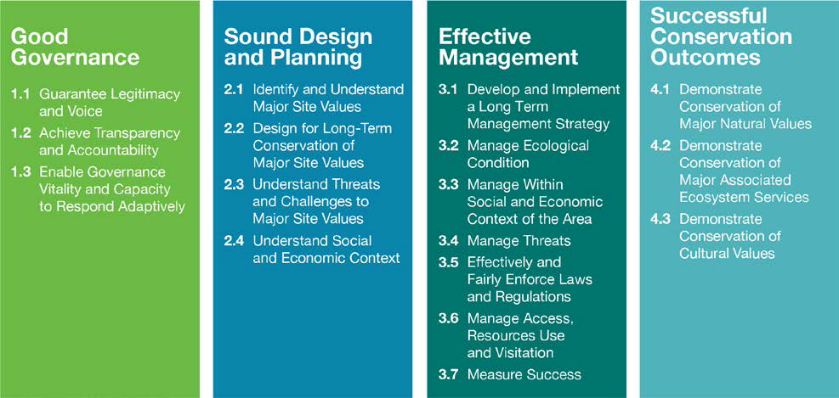 Good
Governance
1.1 Guarantee Legitimacy
and Voice
1.2 Achieve Transparency
and Accountability
1.3 Enable Governance
Vitality and Capacity
to Respond Adaptively
Sound Design
and Planning
2.1 Identify and Understand
Major Site Values
2.2 Design for Long-Term
Conservation of
Major Site Values
2.3 Understand Threats
and Challenges to
Major Site Values
2.4 Understand Social
and Economic Context
Effective
Management
3.1 Develop and Implement
a Long Term
Management Strategy
3.2 Manage Ecological
Condition
3.3 Manage Within
Social and Economic
Context of the Area
3.4 Manage Threats
3.5 Effectively and
Fairly Enforce Laws
and Regulations
3.6 Manage Access,
Resources Use
and Visitation
3.7 Measure Success
Successful
Conservation
Outcomes
4.1 Demonstrate
Conservation of
Major Natural Values
4.2 Demonstrate
Conservation of
Major Associated
Ecosystem Services
4.3 Demonstrate
Conservation of
Cultural Values